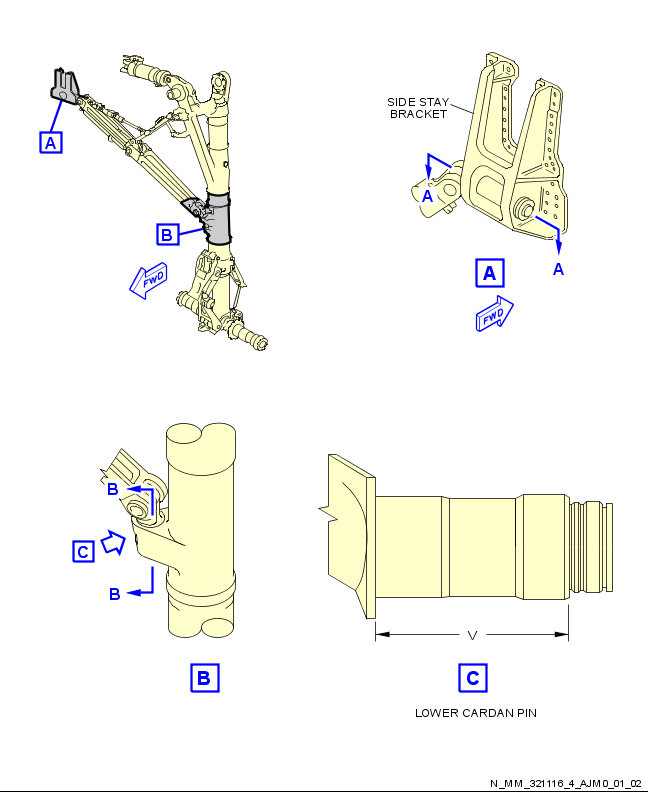 SIDE STAY
BRACKET
A
A
B
FWD
A
A
FWD
B
C
B
V
B
C
LOWER CARDAN PIN
N_MM_321116_4_AJM0_01_02